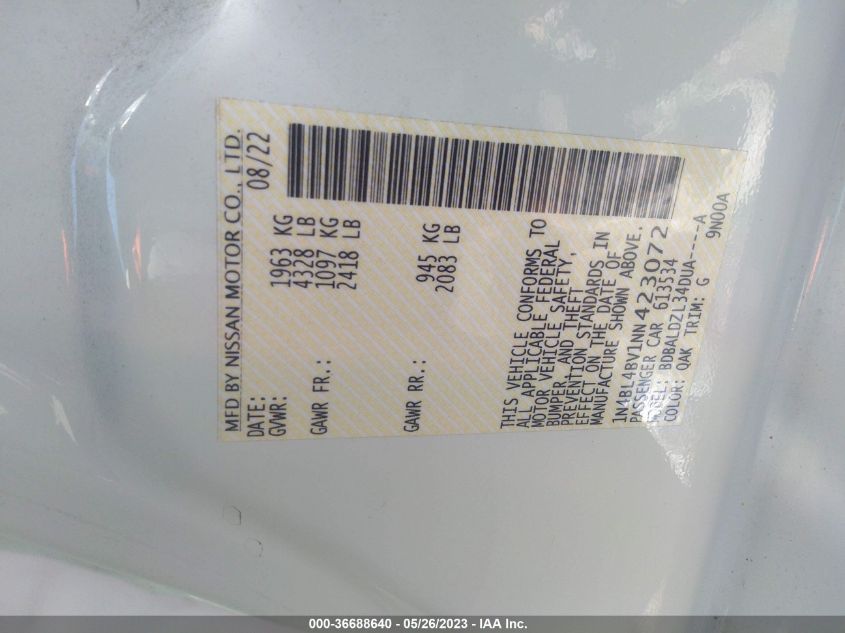 MFD BY NISSAN MOTOR CO., LTD.
DATE: 08/22
GVWR: 1963 KG
4328 LB
GAWR FR.: 1097 KG
2418 LB
GAWR RR.: 945 KG
2083 LB
THIS VEHICLE CONFORMS TO
ALL APPLICABLE FEDERAL
MOTOR VEHICLE SAFETY,
BUMPER, AND THEFT
PREVENTION STANDARDS IN
EFFECT ON THE DATE OF
MANUFACTURE SHOWN ABOVE.
1N4BL4BV1NN423072
PASSENGER CAR 613534
MODEL: BDBALDZL34DUA----A
COLOR: QAK TRIM: G 9N00A
000-36688640 - 05/26/2023 - IAA Inc.